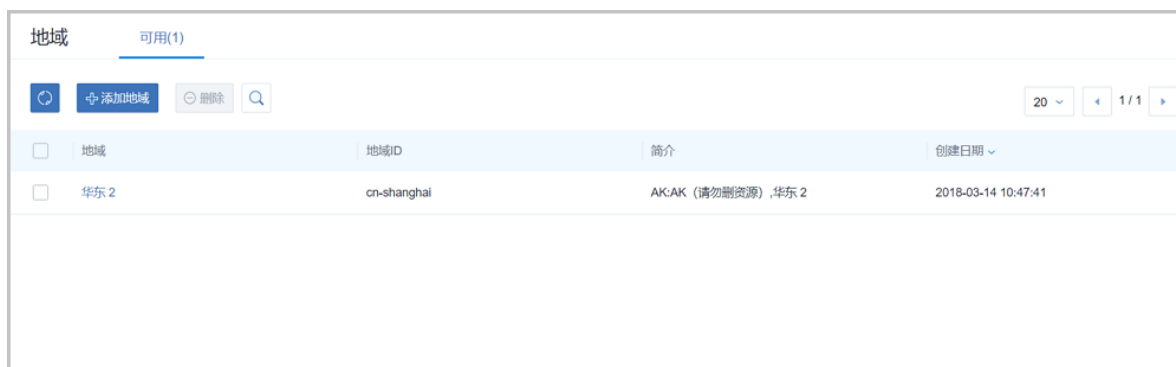 地域 可用(1)
添加地域 删除 20 1 / 1
地域 地域ID 简介 创建日期
华东 2 cn-shanghai AK:AK（请勿删资源）,华东 2 2018-03-14 10:47:41